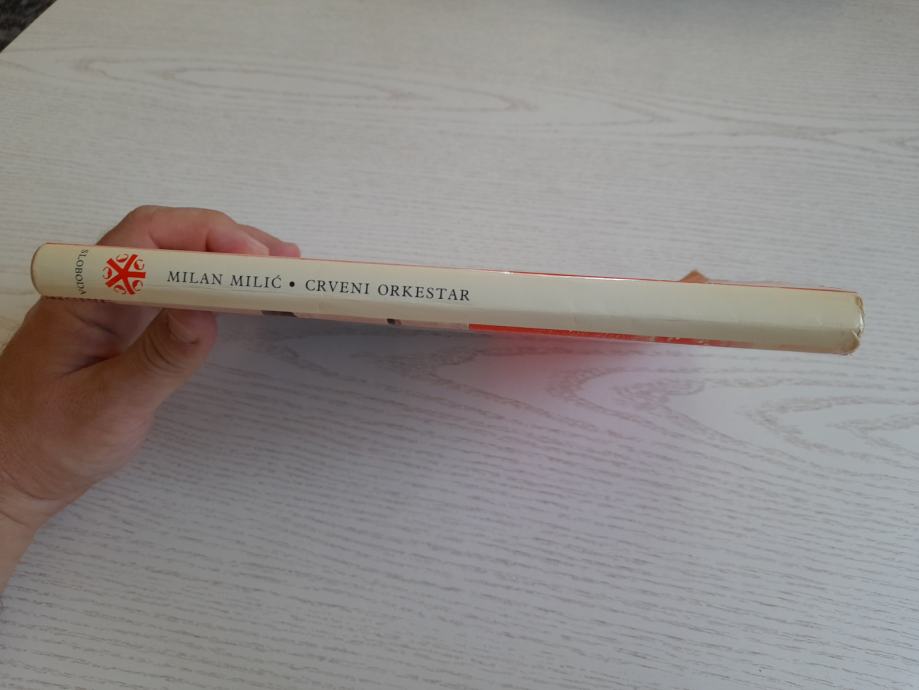 SLOBODA
MILAN MILIĆ • CRVENI ORKESTAR